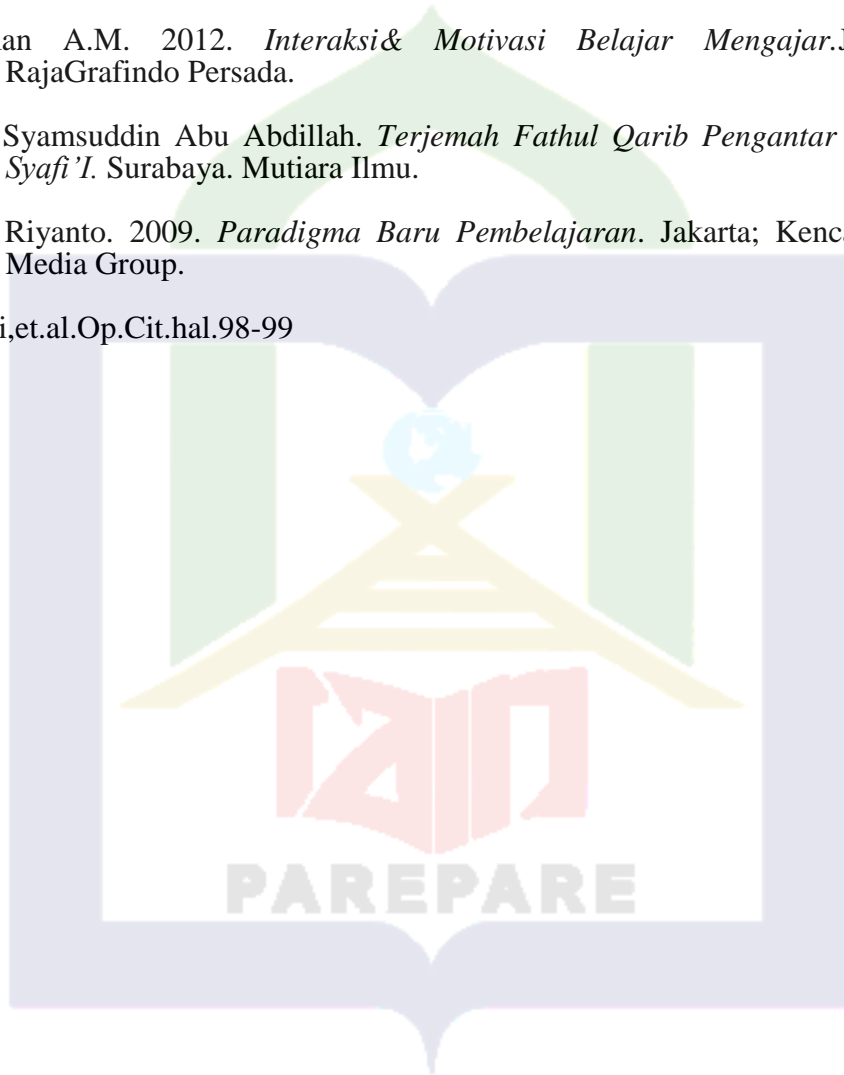 an A.M. 2012. Interaksi& Motivasi Belajar Mengajar.J
RajaGrafindo Persada.
Syamsuddin Abu Abdillah. Terjemah Fathul Qarib Pengantar
Syafi’I. Surabaya. Mutiara Ilmu.
Riyanto. 2009. Paradigma Baru Pembelajaran. Jakarta; Kenca
Media Group.
i,et.al.Op.Cit.hal.98-99
PAREPARE